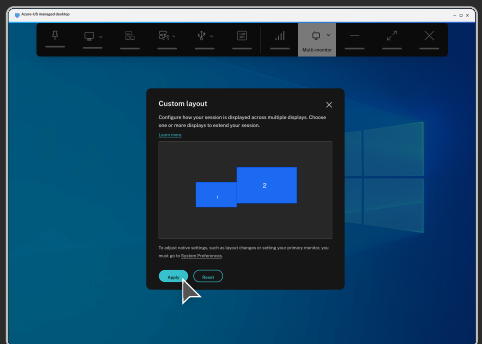 Azure-US managed desktop
Multi-monitor
Custom layout
Configure how your session is displayed across multiple displays. Choose
one or more displays to extend your session.
Learn more
1
2
To adjust native settings, such as layout changes or setting your primary monitor, you
must go to System Preferences.
Apply
Reset